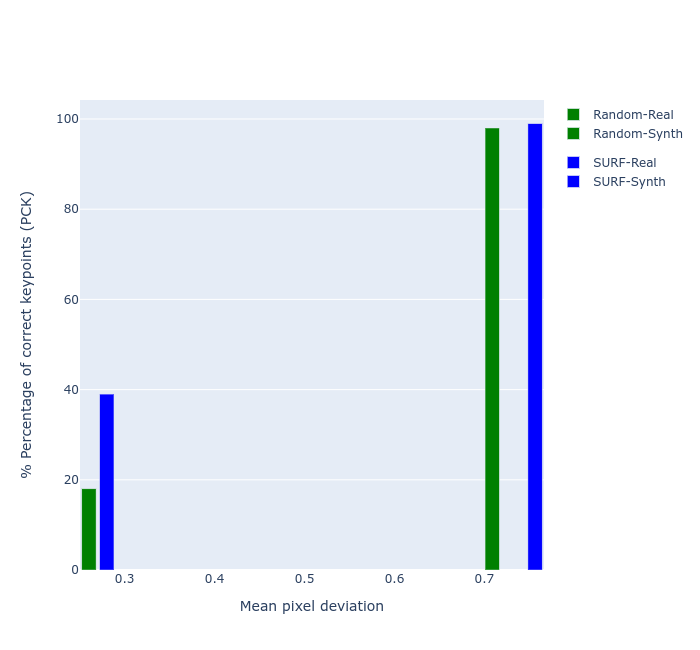 100
80
60
40
20
0
0.3
0.4
0.5
0.6
0.7
Mean pixel deviation
% Percentage of correct keypoints (PCK)
Random-Real
Random-Synth
SURF-Real
SURF-Synth